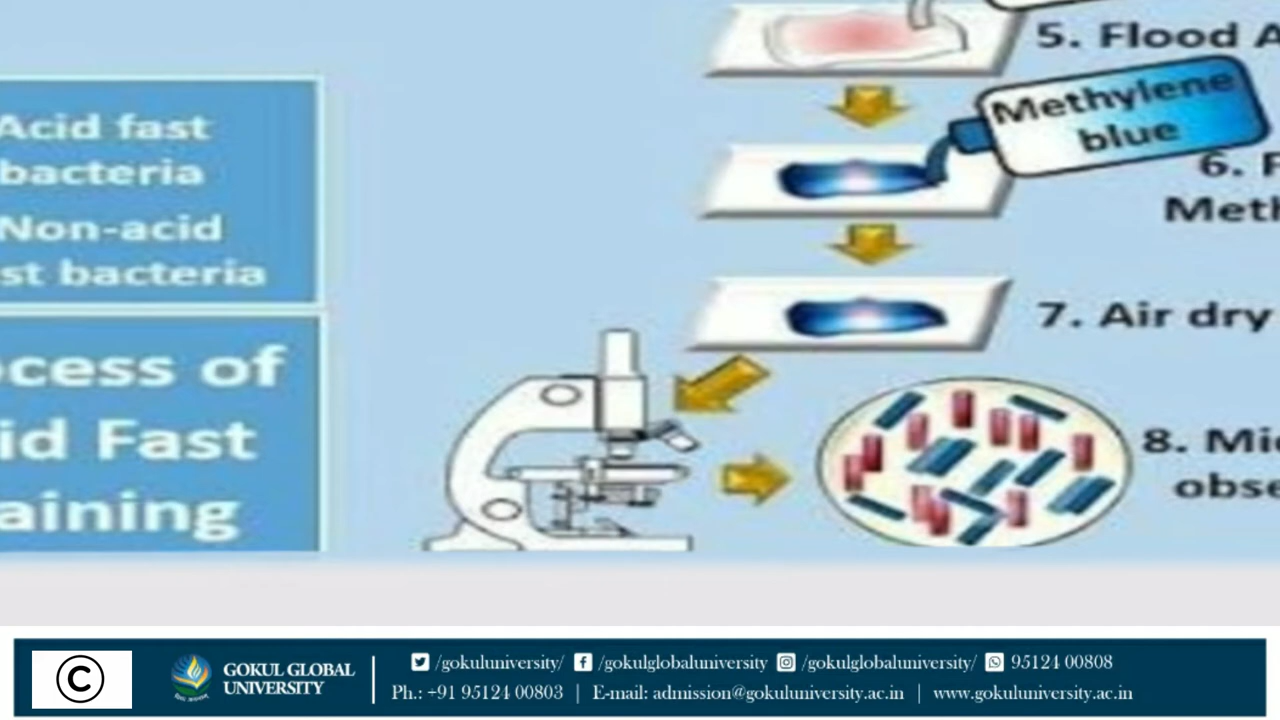 Acid fast
bacteria
Non-acid
st bacteria
ocess of
id Fast
aining
5. Flood A
Methylene
blue
6. F
Meth
7. Air dry
8. Mic
obse
©
GOKUL GLOBAL
UNIVERSITY
/gokuluniversity/ /gokulglobaluniversity /gokulglobaluniversity/ 95124 00808
Ph.: +91 95124 00803 | E-mail: admission@gokuluniversity.ac.in | www.gokuluniversity.ac.in